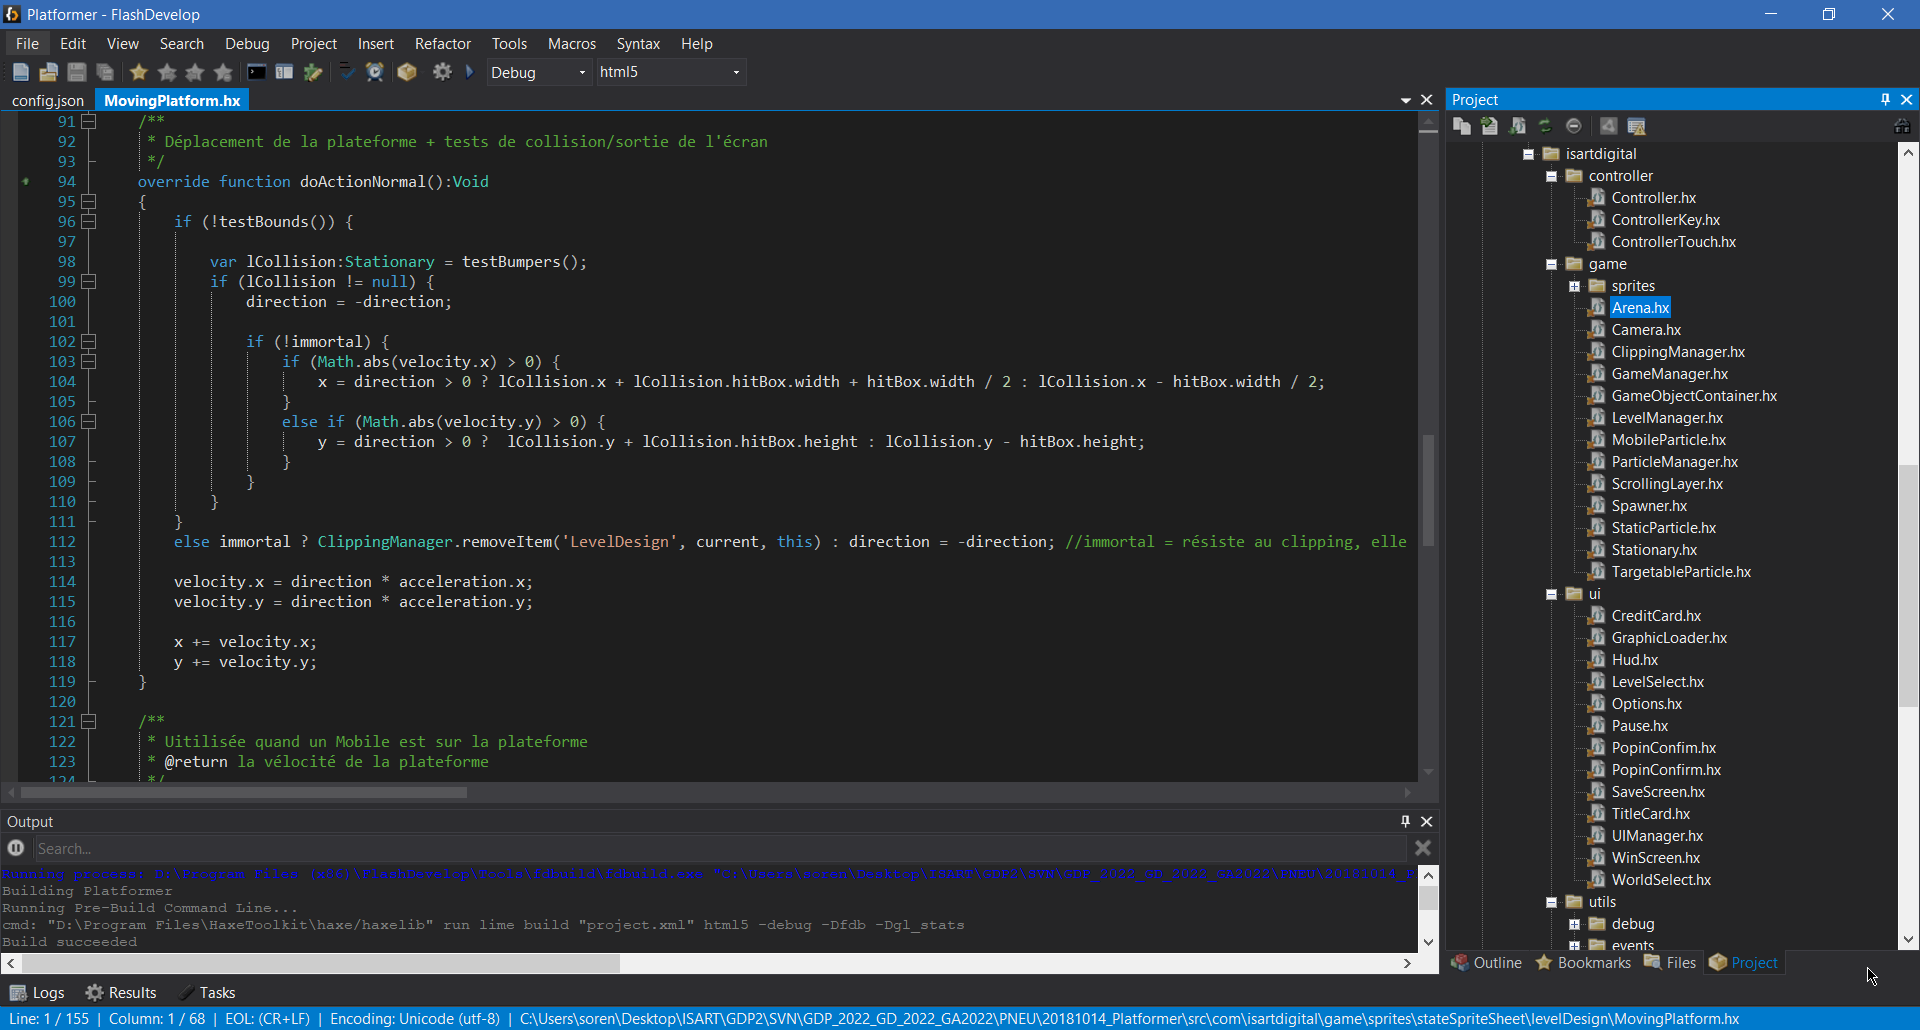 Platformer - FlashDevelop
File Edit View Search Debug Project Insert Refactor Tools Macros Syntax Help
Debug html5
config.json MovingPlatform.hx
91 /**
92 * Déplacement de la plateforme + tests de collision/sortie de l'écran
93 */
94 override function doActionNormal():Void
95 {
96 if (!testBounds()) {
97
98 var lCollision:Stationary = testBumpers();
99 if (lCollision != null) {
100 direction = -direction;
101
102 if (!immortal) {
103 if (Math.abs(velocity.x) > 0) {
104 x = direction > 0 ? lCollision.x + lCollision.hitBox.width + hitBox.width / 2 : lCollision.x - hitBox.width / 2;
105 }
106 else if (Math.abs(velocity.y) > 0) {
107 y = direction > 0 ?  lCollision.y + lCollision.hitBox.height : lCollision.y - hitBox.height;
108 }
109 }
110 }
111 }
112 else immortal ? ClippingManager.removeItem('LevelDesign', current, this) : direction = -direction; //immortal = résiste au clipping, elle
113
114 velocity.x = direction * acceleration.x;
115 velocity.y = direction * acceleration.y;
116
117 x += velocity.x;
118 y += velocity.y;
119 }
120
121 /**
122 * Uitilisée quand un Mobile est sur la plateforme
123 * @return la vélocité de la plateforme
124 */
Output
Search...
Building Platformer
Running Pre-Build Command Line...
cmd: "D:\Program Files\HaxeToolkit\haxe/haxelib" run lime build "project.xml" html5 -debug -Dfdb -Dgl_stats
Build succeeded
Logs Results Tasks
Project
isartdigital
controller
Controller.hx
ControllerKey.hx
ControllerTouch.hx
game
sprites
Arena.hx
Camera.hx
ClippingManager.hx
GameManager.hx
GameObjectContainer.hx
LevelManager.hx
MobileParticle.hx
ParticleManager.hx
ScrollingLayer.hx
Spawner.hx
StaticParticle.hx
Stationary.hx
TargetableParticle.hx
ui
CreditCard.hx
GraphicLoader.hx
Hud.hx
LevelSelect.hx
Options.hx
Pause.hx
PopinConfim.hx
PopinConfirm.hx
SaveScreen.hx
TitleCard.hx
UIManager.hx
WinScreen.hx
WorldSelect.hx
utils
debug
events
Outline Bookmarks Files Project
Line: 1 / 155 | Column: 1 / 68 | EOL: (CR+LF) | Encoding: Unicode (utf-8) | C:\Users\soren\Desktop\ISART\GDP2\SVN\GDP_2022_GD_2022_GA2022\PNEU\20181014_Platformer\src\com\isartdigital\game\sprites\stateSpriteSheet\levelDesign\MovingPlatform.hx